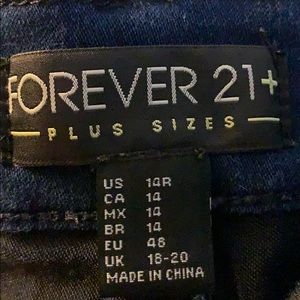 FOREVER 21+
PLUS SIZES
US 14R
CA 14
MX 14
BR 14
EU 48
UK 18-20
MADE IN CHINA